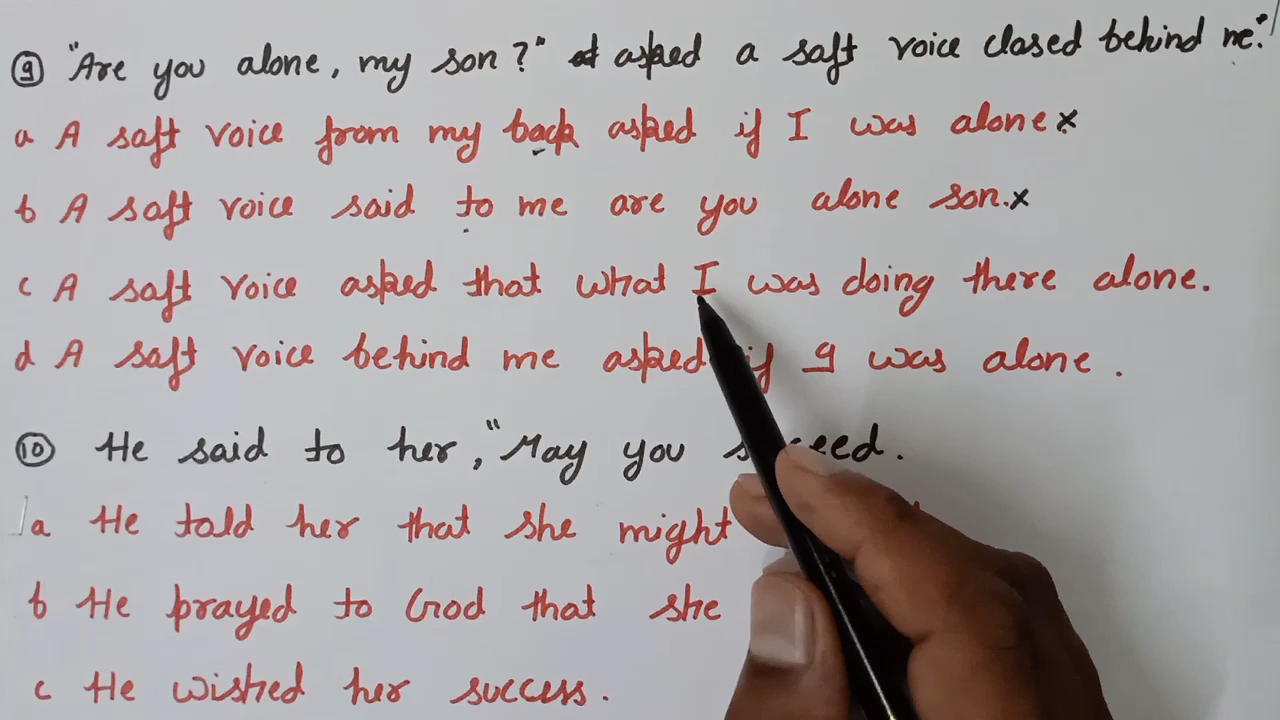 9 "Are you alone, my son?" asked a soft voice closed behind me."
a A soft voice from my back asked if I was alone x
b A soft voice said to me are you alone son. x
c A soft voice asked that what I was doing there alone.
d A soft voice behind me asked if I was alone.
10 He said to her, "May you succeed.
a He told her that she might
b He prayed to God that she
c He wished her success.